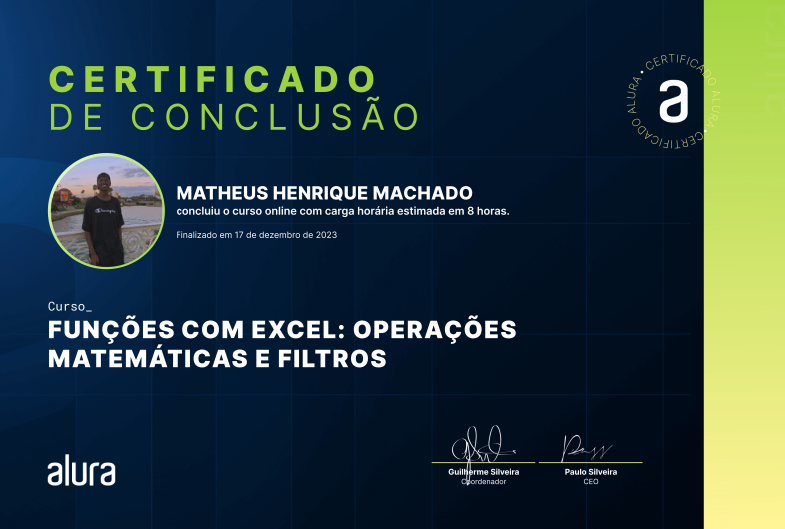 CERTIFICADO
DE CONCLUSÃO
CERTIFICADO ALURA • CERTIFICADO ALURA •
a
MATHEUS HENRIQUE MACHADO
concluiu o curso online com carga horária estimada em 8 horas.
Finalizado em 17 de dezembro de 2023
Champion
Curso_
FUNÇÕES COM EXCEL: OPERAÇÕES
MATEMÁTICAS E FILTROS
alura
Guilherme Silveira
Coordenador
Paulo Silveira
CEO